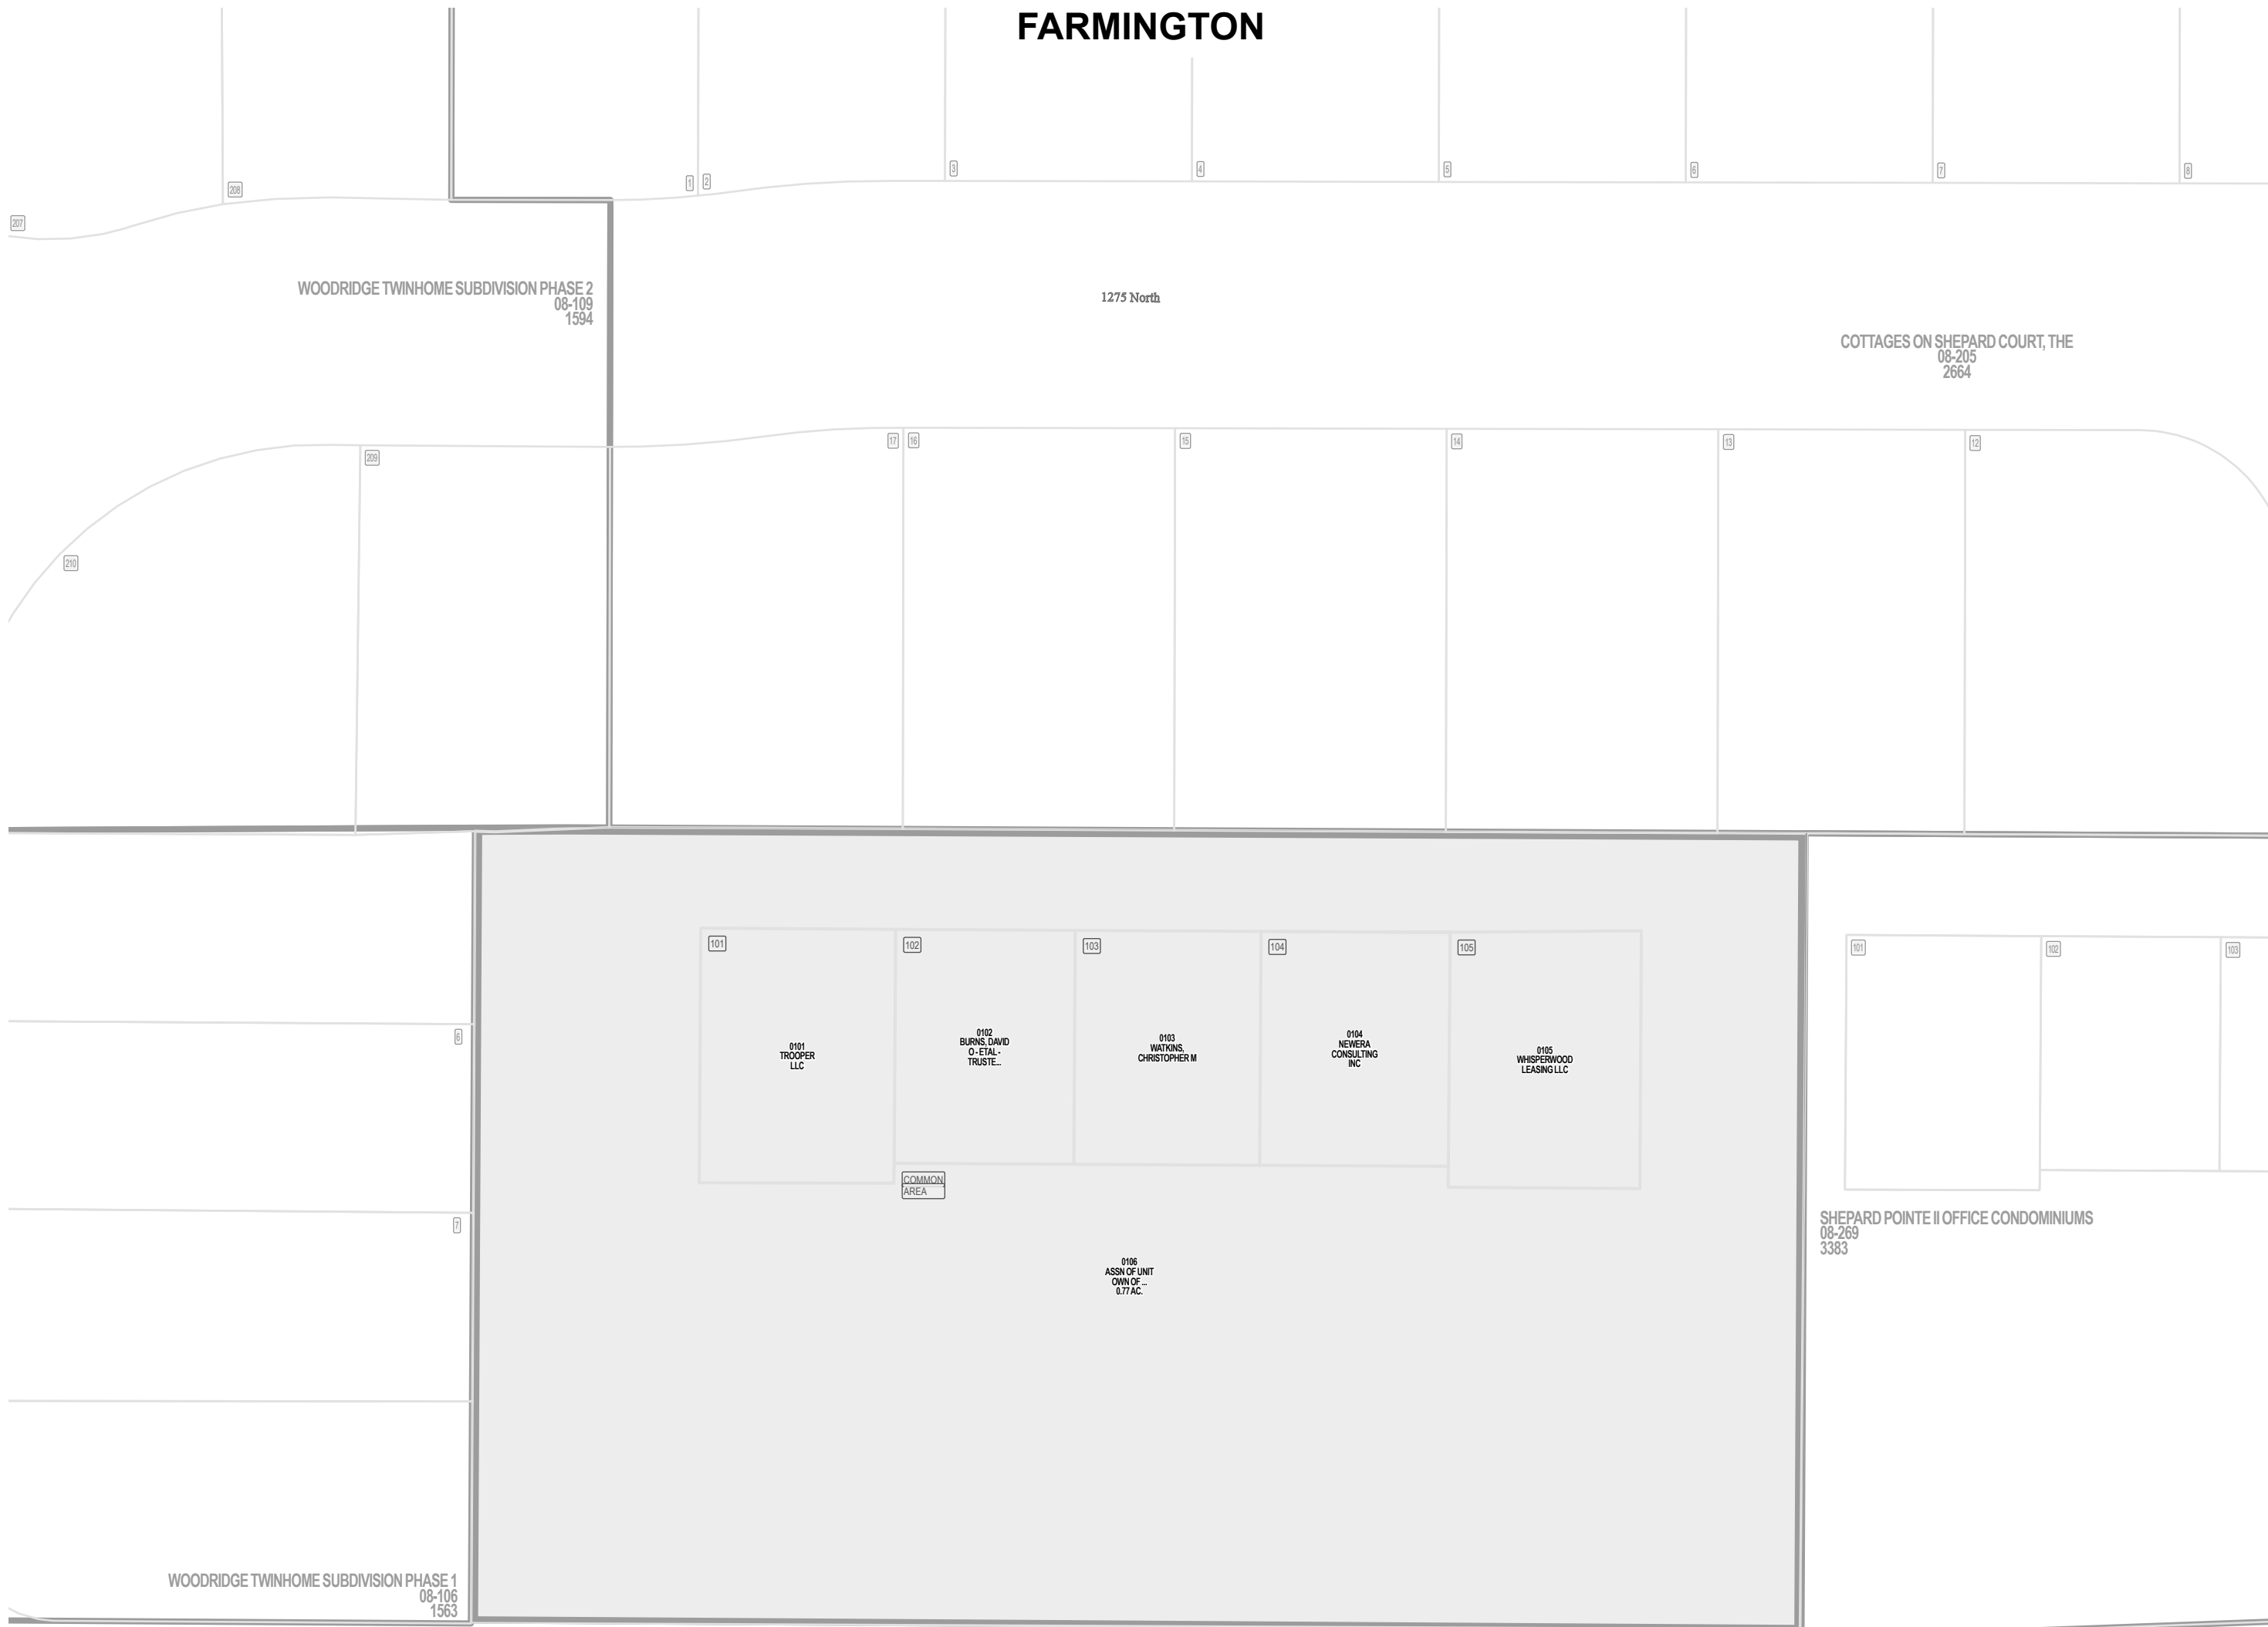 FARMINGTON
1
2
3
4
5
6
7
8
208
207
WOODRIDGE TWINHOME SUBDIVISION PHASE 2
08-109
1594
1275 North
COTTAGES ON SHEPARD COURT, THE
08-205
2664
209
17
16
15
14
13
12
210
101
102
103
104
105
101
102
103
0101
TROOPER
LLC
0102
BURNS, DAVID
O - ETAL -
TRUSTE...
0103
WATKINS,
CHRISTOPHER M
0104
NEWERA
CONSULTING
INC
0105
WHISPERWOOD
LEASING LLC
6
COMMON
AREA
7
SHEPARD POINTE II OFFICE CONDOMINIUMS
08-269
3383
0106
ASSN OF UNIT
OWN OF ...
0.77 AC.
WOODRIDGE TWINHOME SUBDIVISION PHASE 1
08-106
1563